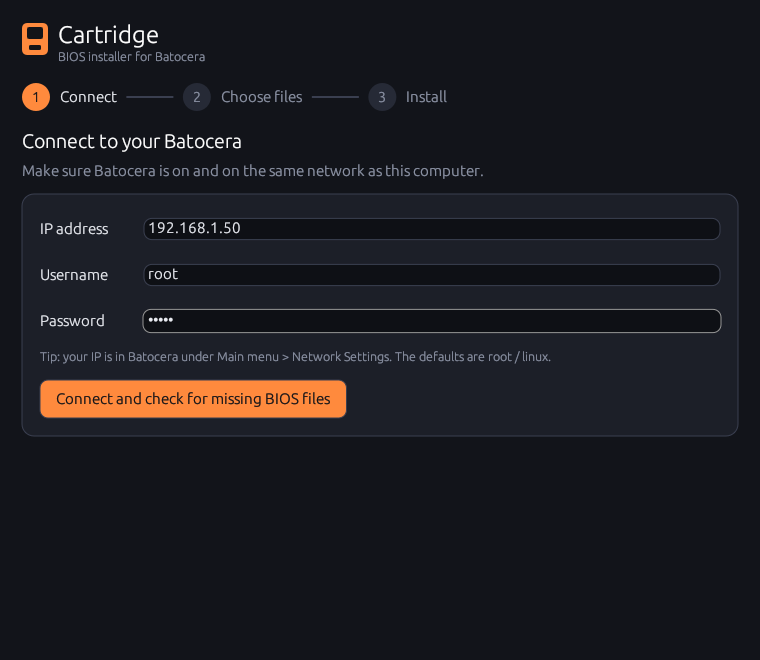 Cartridge
BIOS installer for Batocera
1 Connect 2 Choose files 3 Install
Connect to your Batocera
Make sure Batocera is on and on the same network as this computer.
IP address 192.168.1.50
Username root
Password •••••
Tip: your IP is in Batocera under Main menu > Network Settings. The defaults are root / linux.
Connect and check for missing BIOS files